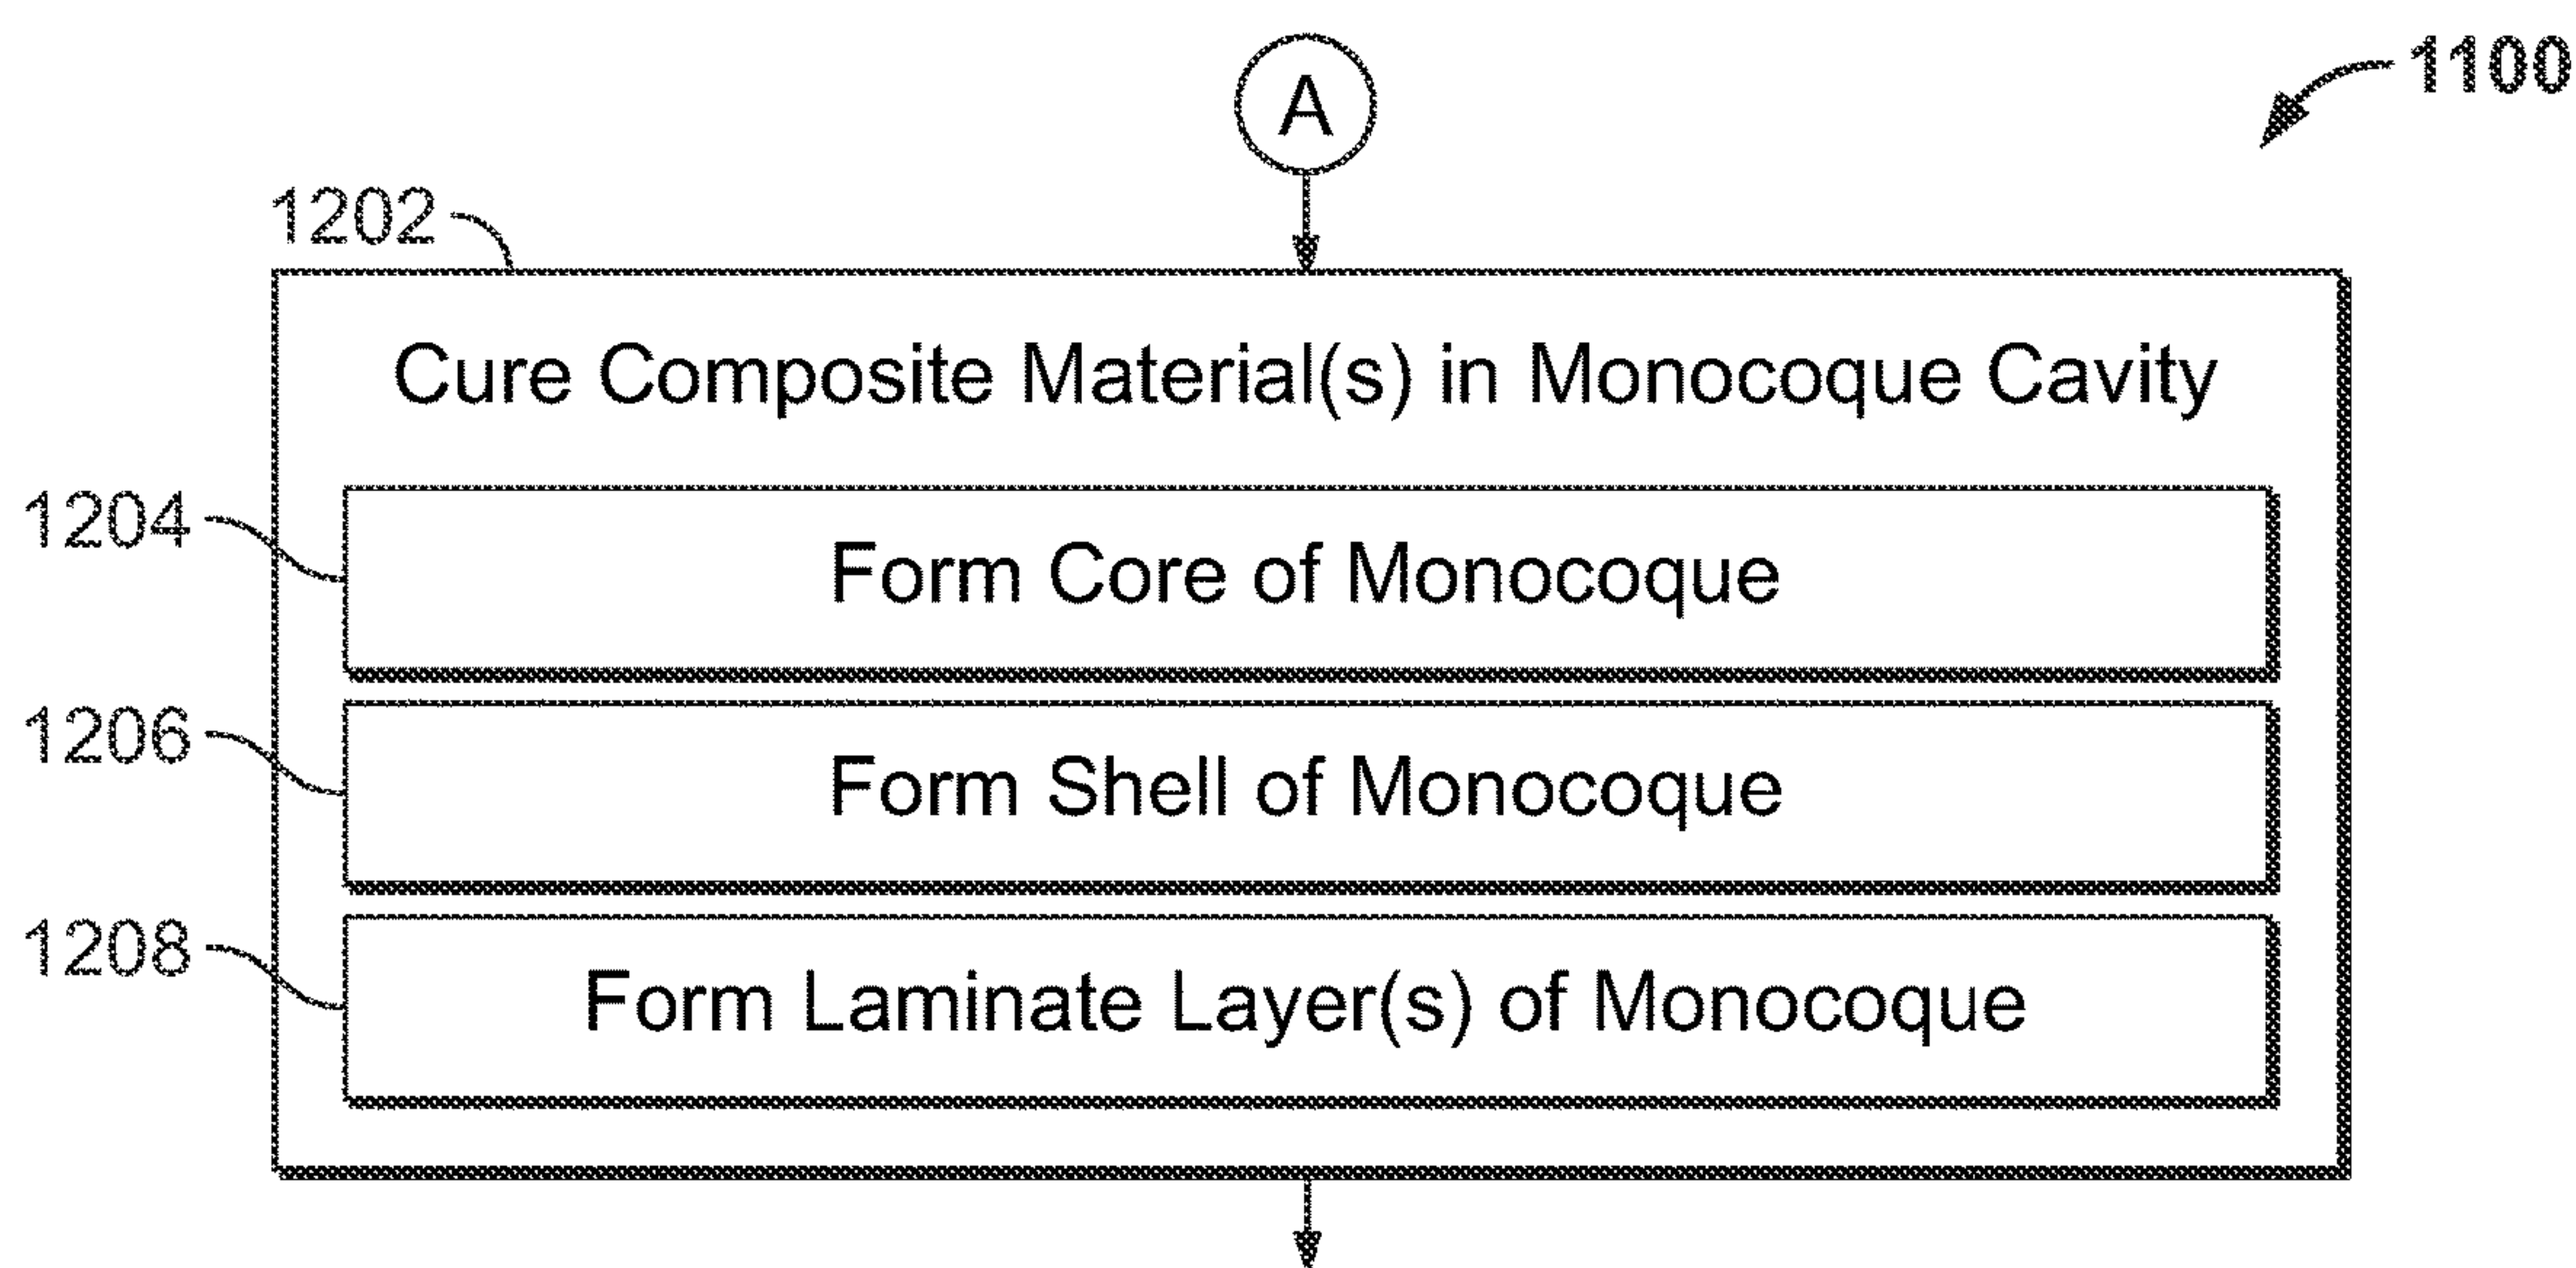 A
1100
1202
Cure Composite Material(s) in Monocoque Cavity
1204
Form Core of Monocoque
1206
Form Shell of Monocoque
1208
Form Laminate Layer(s) of Monocoque